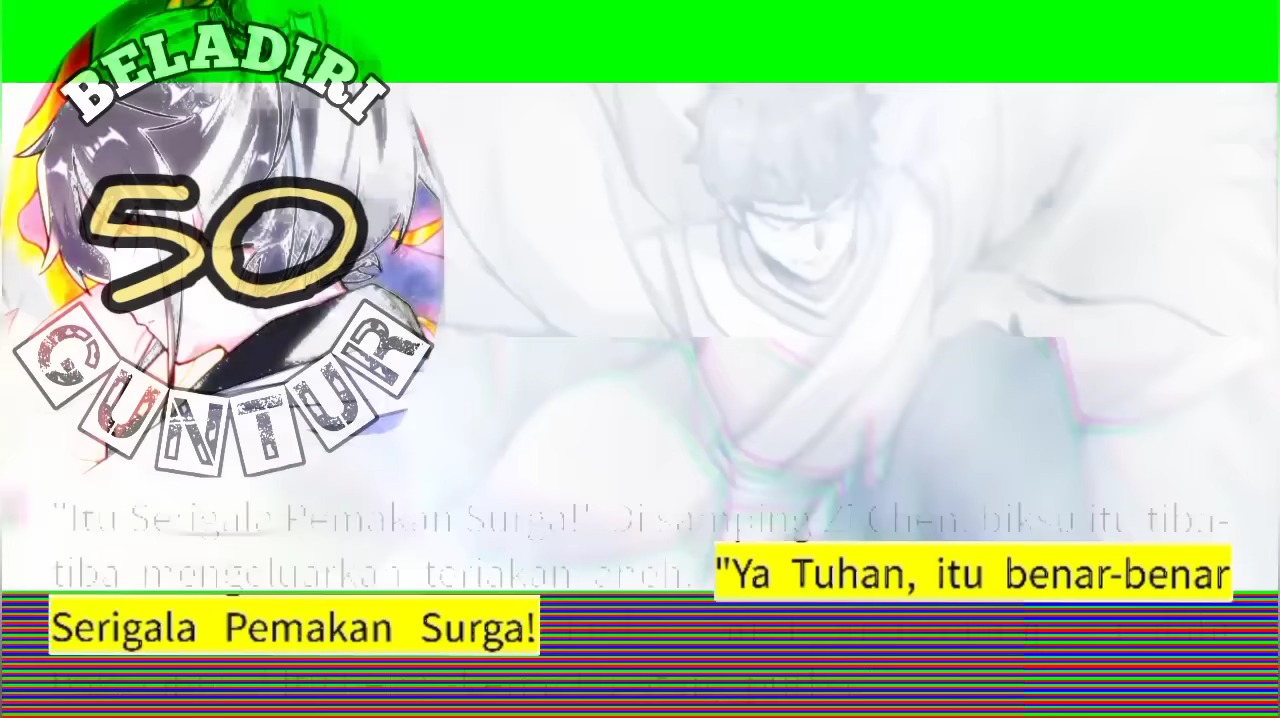 BELADIRI
50
GUNTUR
"Itu Serigala Pemakan Surga!" Di samping Zi Chen, biksu itu tiba-
tiba mengeluarkan teriakan aneh. "Ya Tuhan, itu benar-benar
Serigala Pemakan Surga!